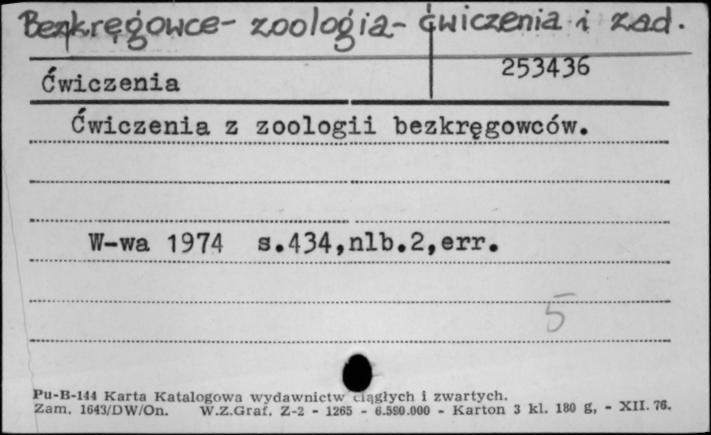 Bezkręgowce- zoologia- ćwiczenia i zad.
253436
Ćwiczenia
Ćwiczenia z zoologii bezkręgowców.
W-wa 1974 s.434,nlb.2,err.
5
Pu-B-144 Karta Katalogowa wydawnictw ciągłych i zwartych.
Zam. 1643/DW/On. W.Z.Graf. Z-2 - 1265 - 6.590.000 - Karton 3 kl. 180 g, - XII. 76.